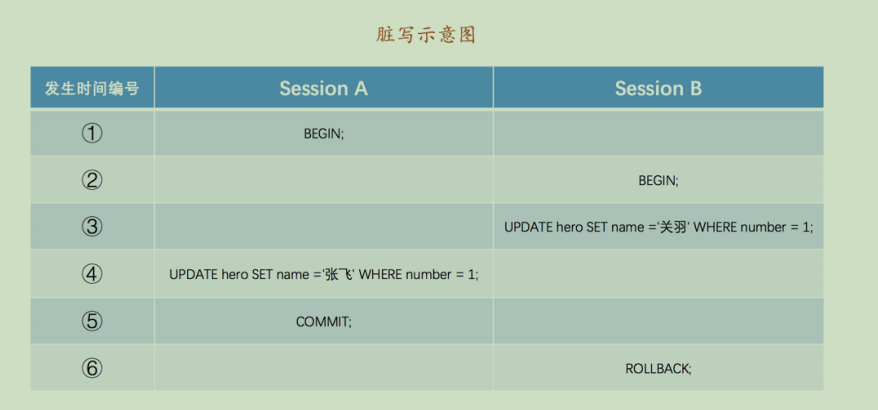 脏写示意图
发生时间编号 Session A Session B
① BEGIN;
② BEGIN;
③ UPDATE hero SET name ='关羽' WHERE number = 1;
④ UPDATE hero SET name ='张飞' WHERE number = 1;
⑤ COMMIT;
⑥ ROLLBACK;